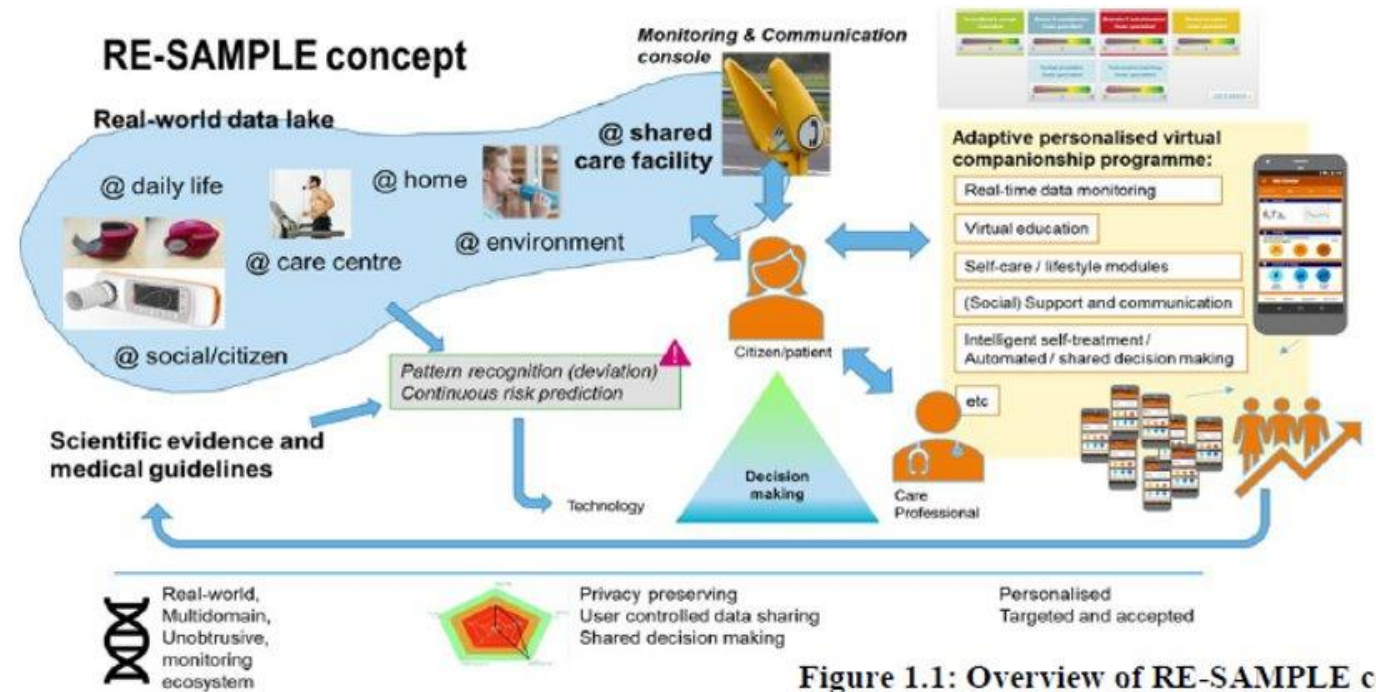 RE-SAMPLE concept
Monitoring & Communication
console
Real-world data lake
@ daily life
@ home
@ shared
care facility
@ care centre
@ environment
@ social/citizen
Adaptive personalised virtual
companionship programme:
Real-time data monitoring
Virtual education
Self-care / lifestyle modules
(Social) Support and communication
Intelligent self-treatment /
Automated / shared decision making
etc
Citizen/patient
Pattern recognition (deviation)
Continuous risk prediction
Scientific evidence and
medical guidelines
Technology
Decision
making
Care
Professional
Real-world,
Multidomain,
Unobtrusive,
monitoring
ecosystem
Privacy preserving
User controlled data sharing
Shared decision making
Personalised
Targeted and accepted
Figure 1.1: Overview of RE-SAMPLE c